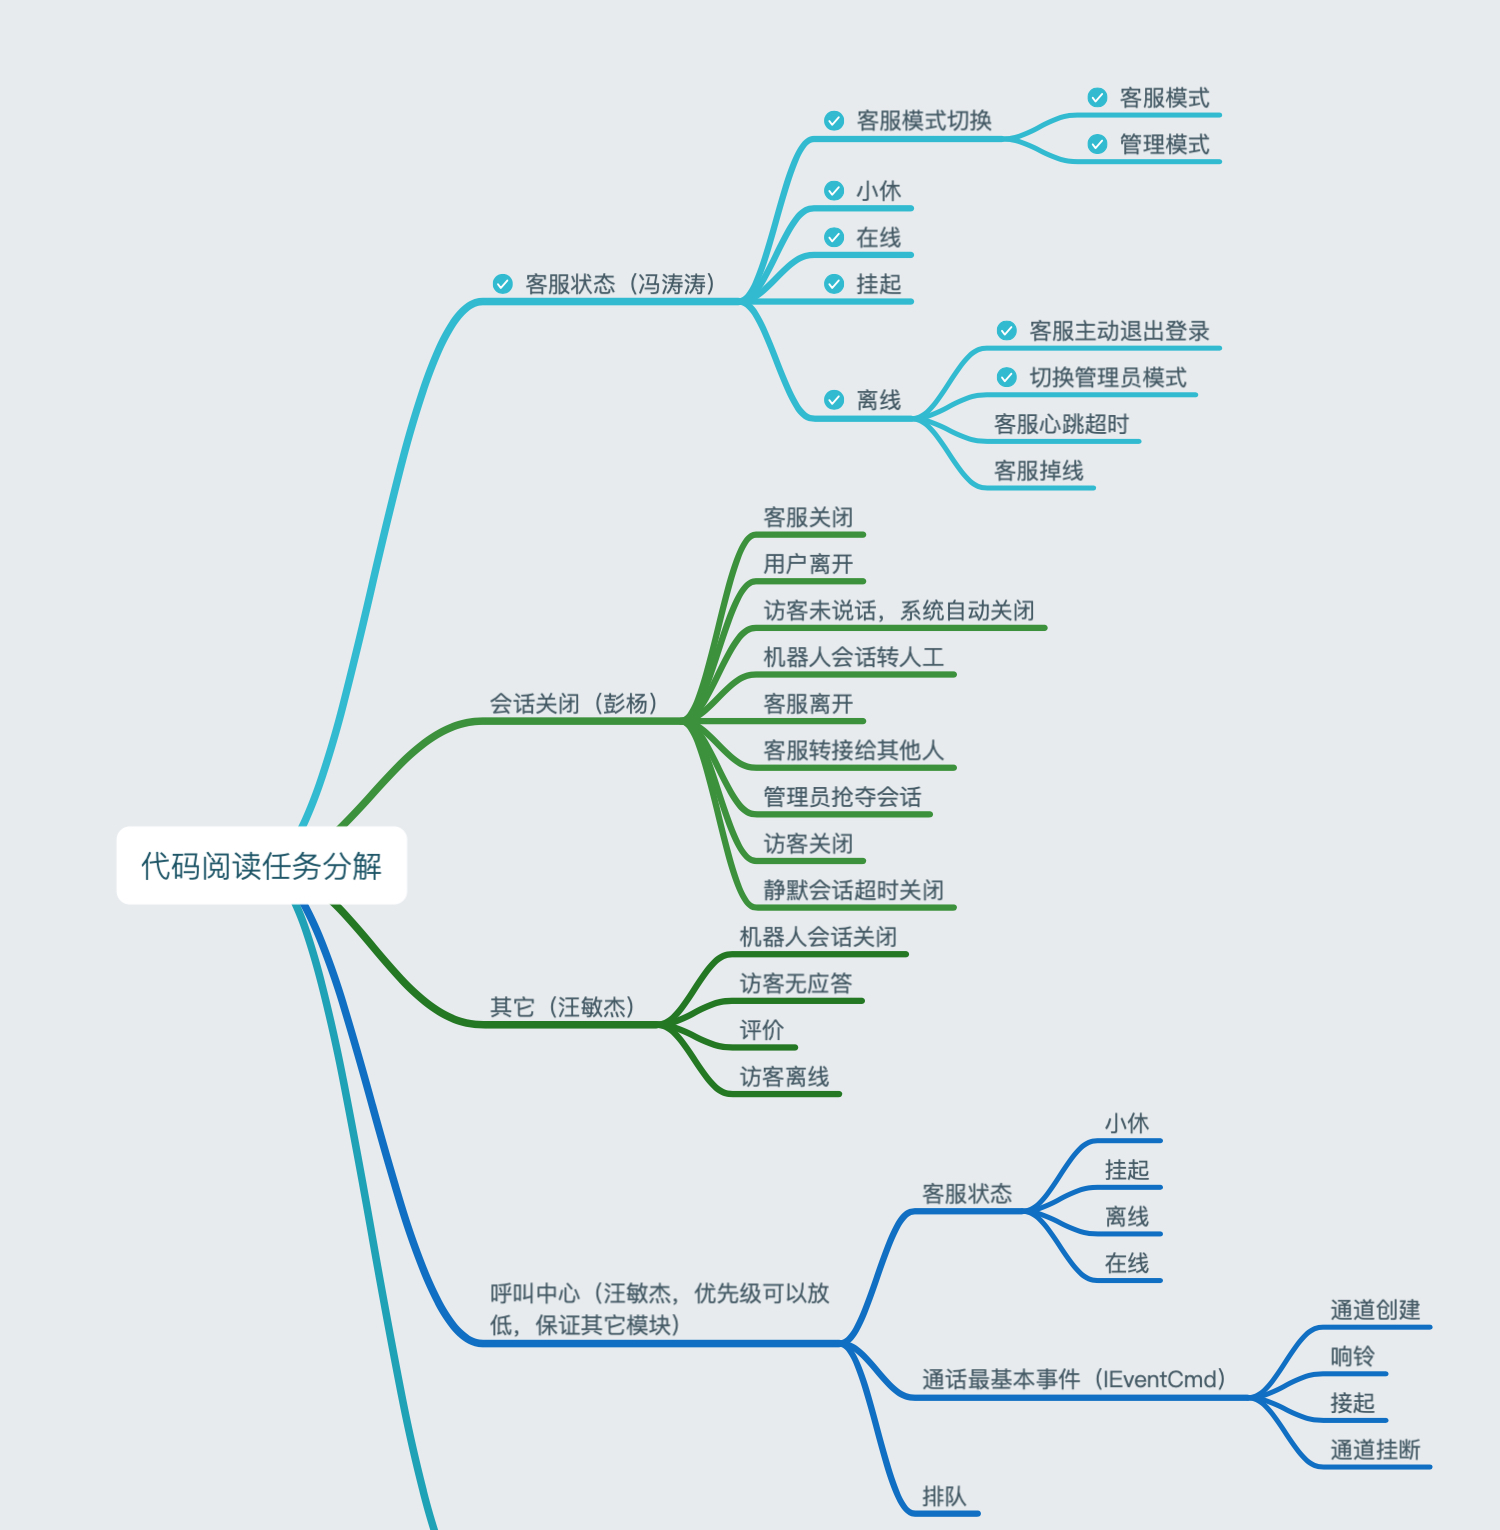 客服模式
客服模式切换
管理模式
小休
在线
客服状态（冯涛涛）
挂起
客服主动退出登录
切换管理员模式
离线
客服心跳超时
客服掉线
客服关闭
用户离开
访客未说话，系统自动关闭
机器人会话转人工
会话关闭（彭杨）
客服离开
客服转接给其他人
管理员抢夺会话
访客关闭
代码阅读任务分解
静默会话超时关闭
机器人会话关闭
访客无应答
其它（汪敏杰）
评价
访客离线
小休
挂起
客服状态
离线
在线
呼叫中心（汪敏杰，优先级可以放
低，保证其它模块）
通道创建
响铃
通话最基本事件（IEventCmd）
接起
通道挂断
排队